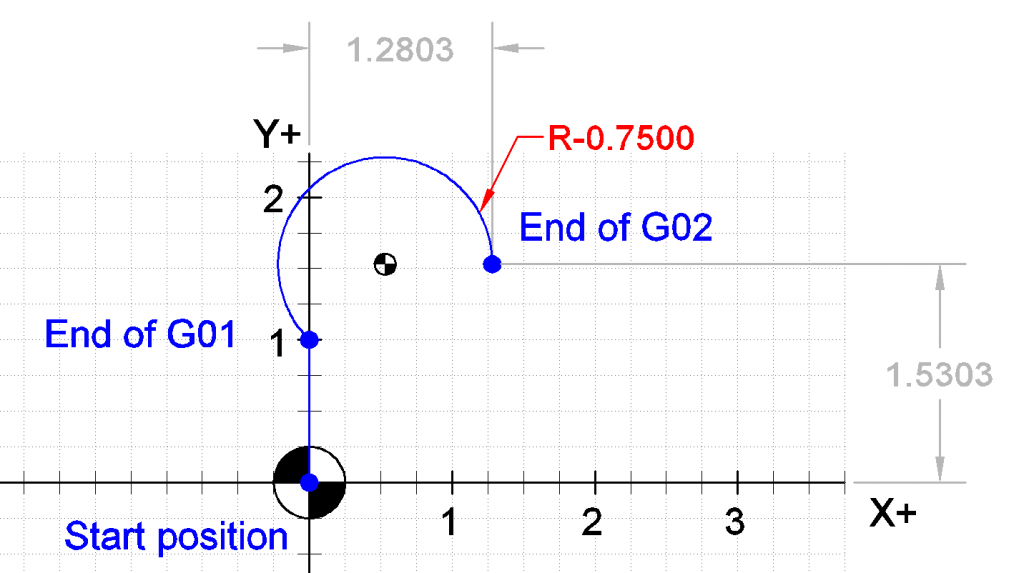 1.2803
Y+
R-0.7500
2
End of G02
End of G01
1
1.5303
1
2
3
X+
Start position